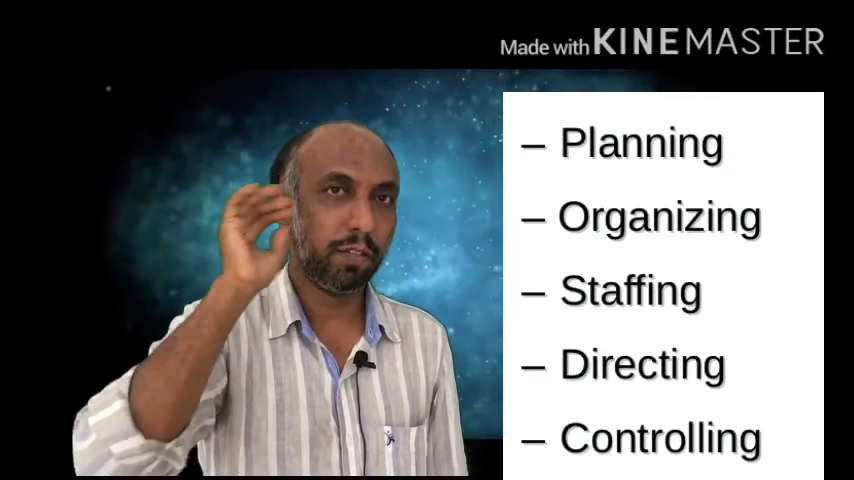 Made with KINEMASTER
– Planning
– Organizing
– Staffing
– Directing
– Controlling